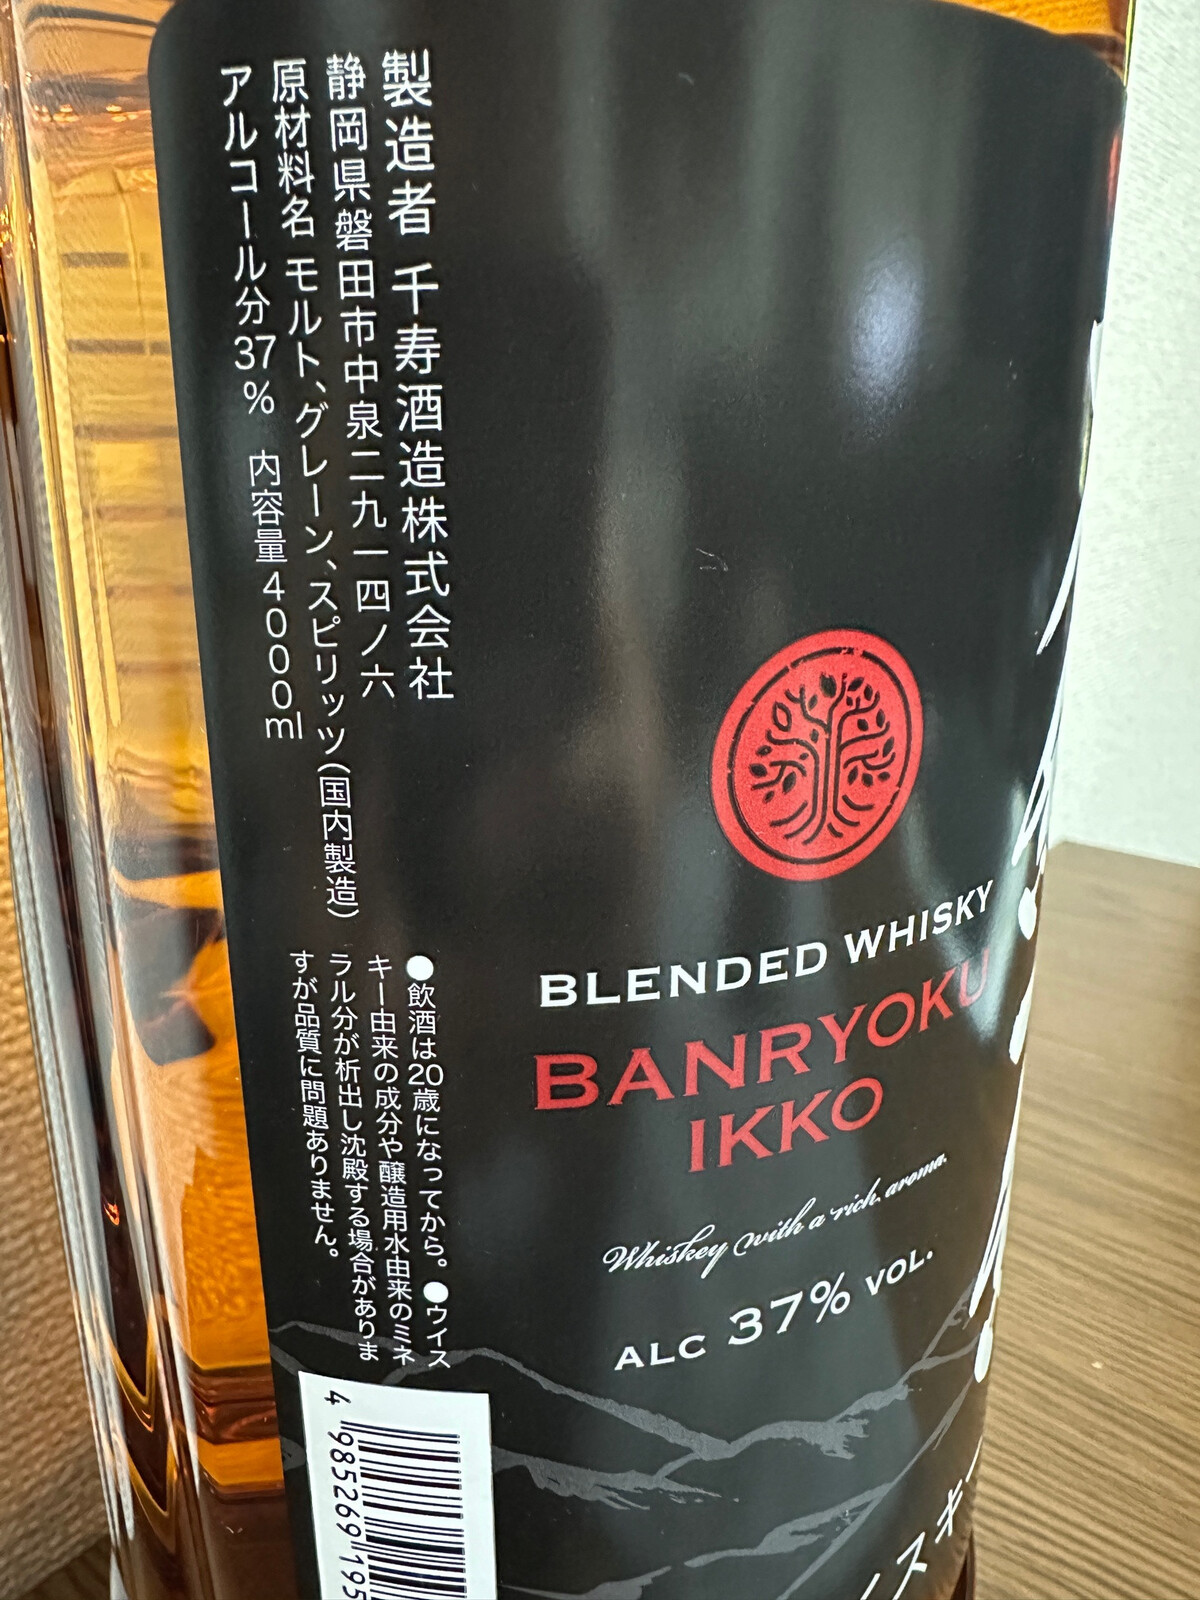 製造者 千寿酒造株式会社
静岡県磐田市中泉二九一四ノ六
原材料名 モルト、グレーン、スピリッツ(国内製造)
アルコール分37% 内容量4000ml
●飲酒は20歳になってから。●ウイス
キー由来の成分や醸造用水由来のミネ
ラル分が析出し沈殿する場合がありま
すが品質に問題ありません。
BLENDED WHISKY
BANRYOKU
IKKO
Whiskey with a rich aroma.
ALC 37% VOL.
スキー
4 985269 195